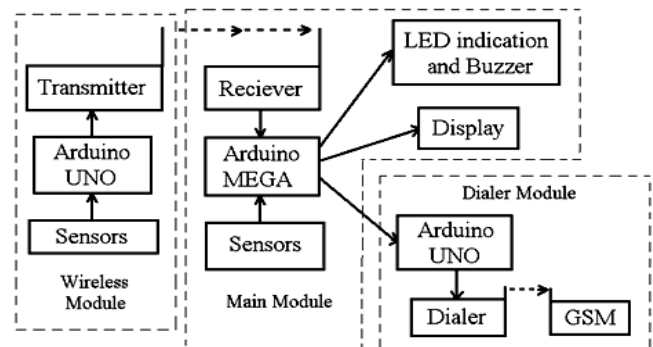 Transmitter
Arduino
UNO
Sensors
Wireless
Module
Reciever
Arduino
MEGA
Sensors
Main Module
LED indication
and Buzzer
Display
Dialer Module
Arduino
UNO
Dialer
GSM